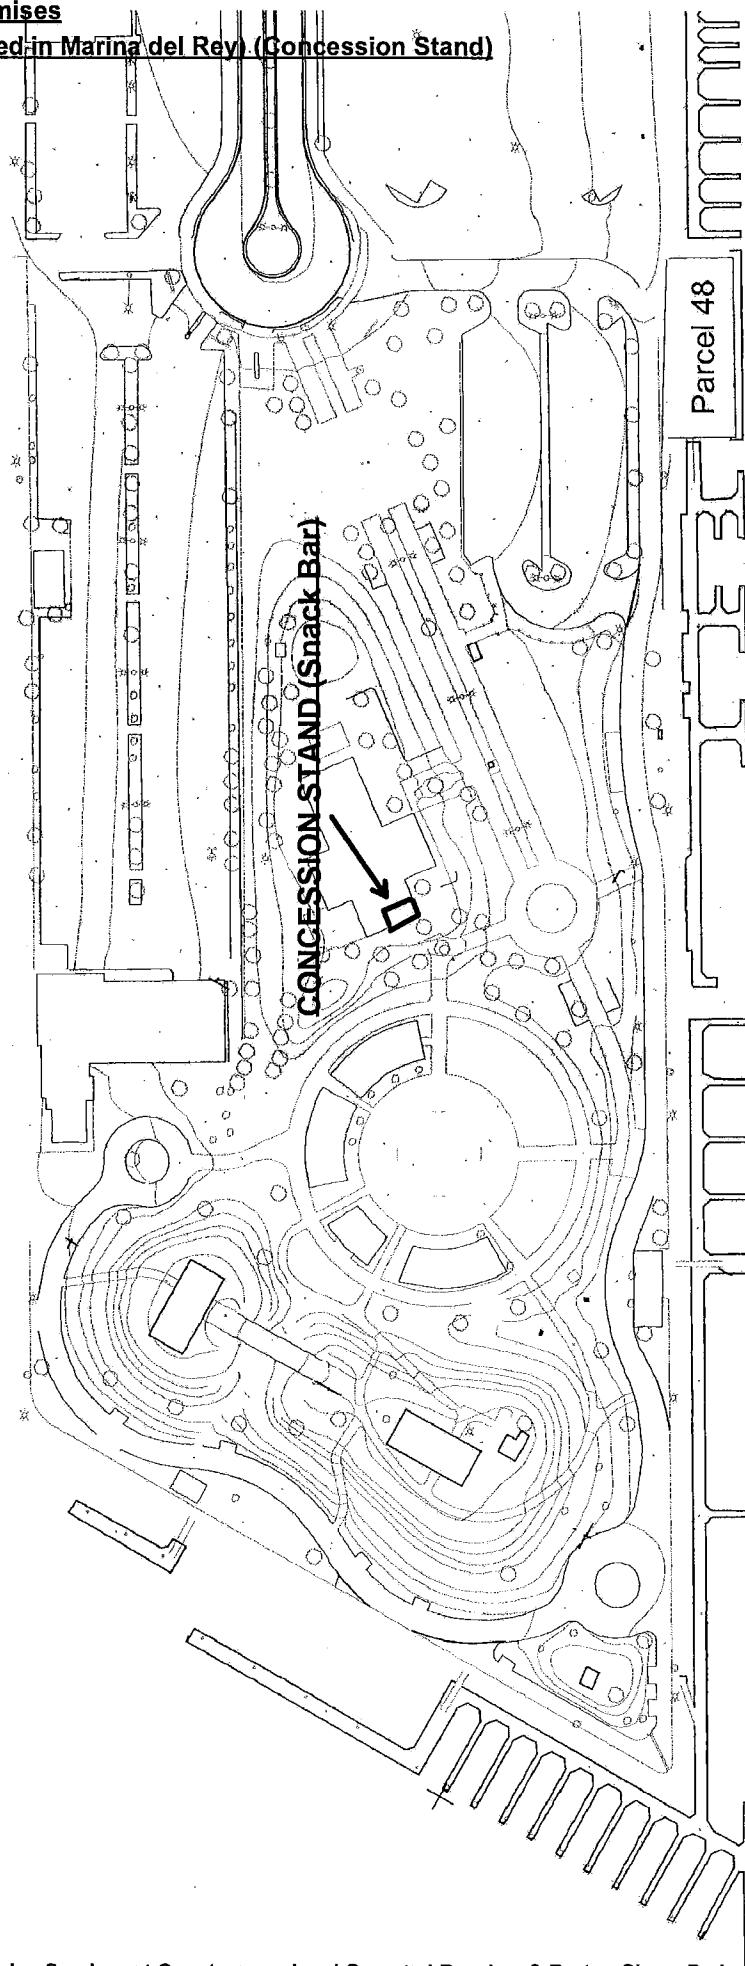 mises
ed in Marina del Rey) (Concession Stand)
Parcel 48
CONCESSION STAND (Snack Bar)